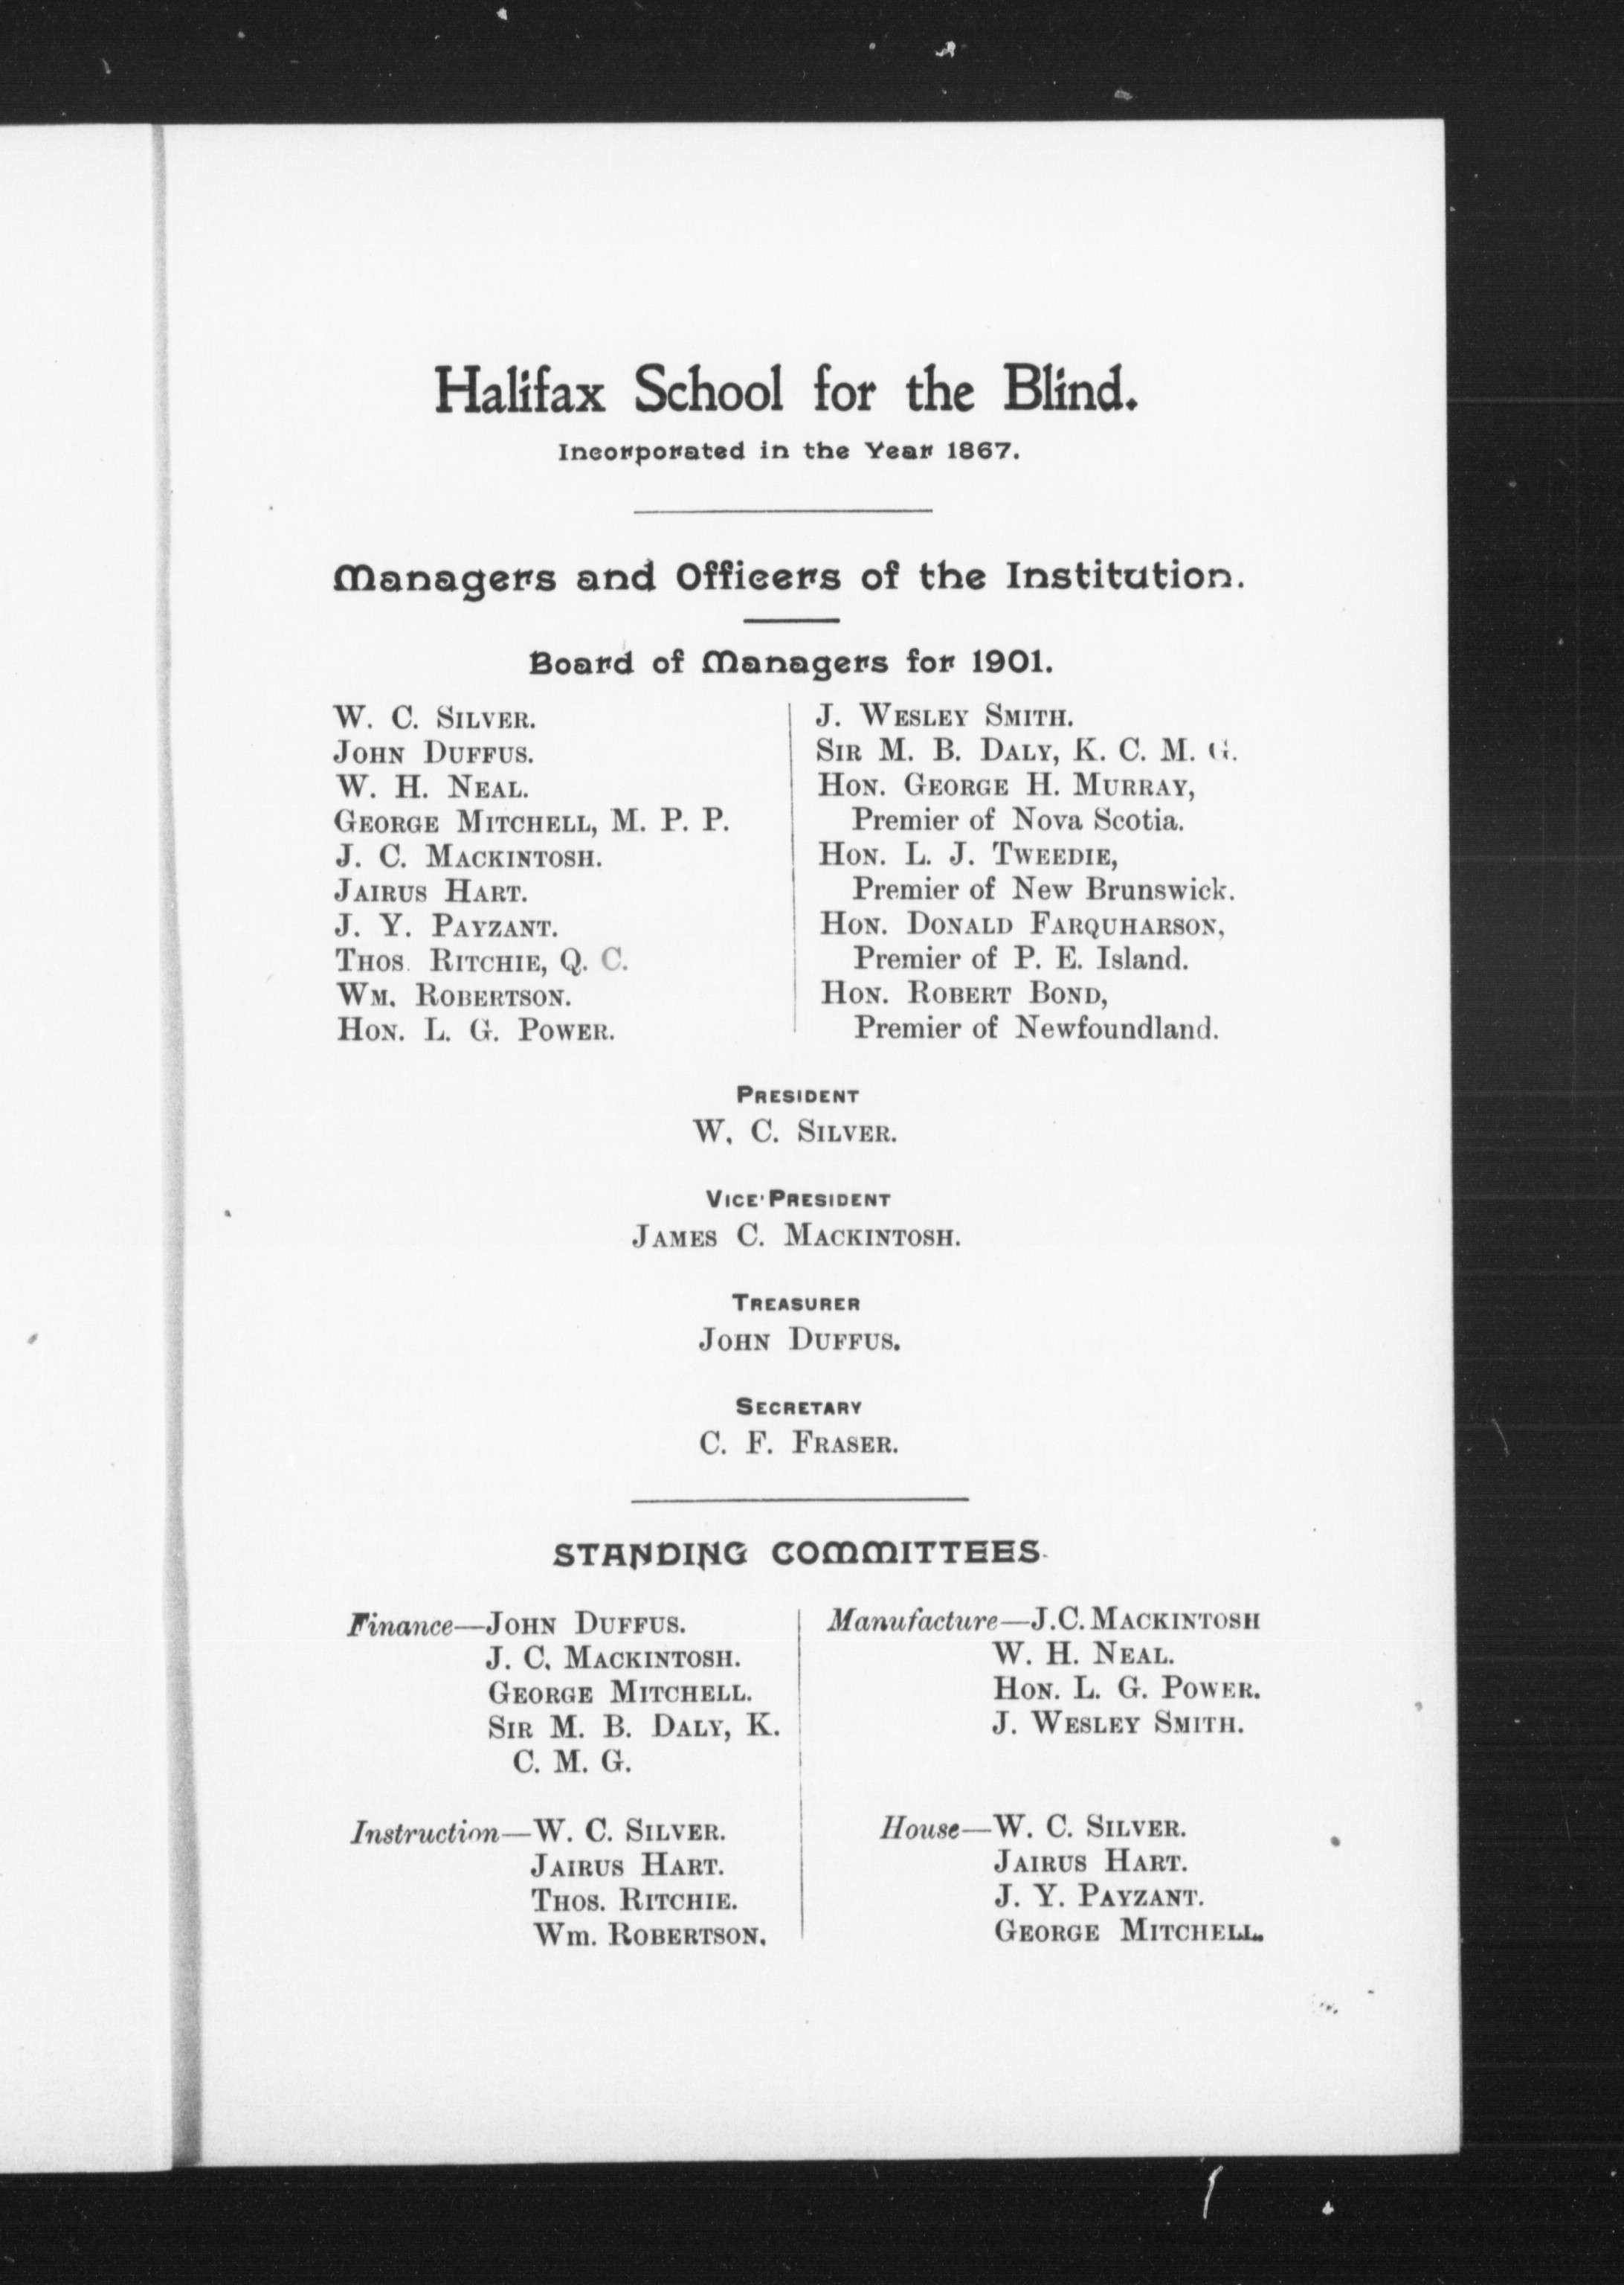 Halifax School for the Blind.
Incorporated in the Year 1867.
Managers and Officers of the Institution.
Board of Managers for 1901.
W. C. SILVER.
JOHN DUFFUS.
W. H. NEAL.
GEORGE MITCHELL, M. P. P.
J. C. MACKINTOSH.
JAIRUS HART.
J. Y. PAYZANT.
THOS. RITCHIE, Q. C.
WM. ROBERTSON.
HON. L. G. POWER.
J. WESLEY SMITH.
SIR M. B. DALY, K. C. M. G.
HON. GEORGE H. MURRAY,
Premier of Nova Scotia.
HON. L. J. TWEEDIE,
Premier of New Brunswick.
HON. DONALD FARQUHARSON,
Premier of P. E. Island.
HON. ROBERT BOND,
Premier of Newfoundland.
PRESIDENT
W. C. SILVER.
VICE-PRESIDENT
JAMES C. MACKINTOSH.
TREASURER
JOHN DUFFUS.
SECRETARY
C. F. FRASER.
STANDING COMMITTEES.
Finance—JOHN DUFFUS.
J. C. MACKINTOSH.
GEORGE MITCHELL.
SIR M. B. DALY, K.
C. M. G.
Instruction—W. C. SILVER.
JAIRUS HART.
THOS. RITCHIE.
Wm. ROBERTSON.
Manufacture—J.C. MACKINTOSH
W. H. NEAL.
HON. L. G. POWER.
J. WESLEY SMITH.
House—W. C. SILVER.
JAIRUS HART.
J. Y. PAYZANT.
GEORGE MITCHELL.